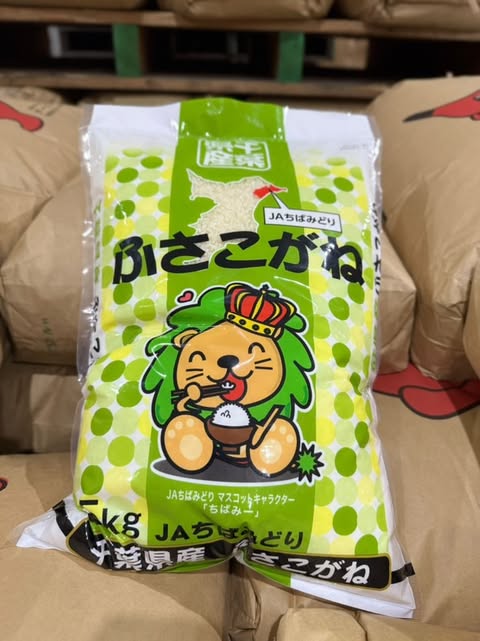 千葉県産
JAちばみどり
ふさこがね
JAちばみどり マスコットキャラクター
「ちばみー」
5kg JAちばみどり
千葉県産 ふさこがね